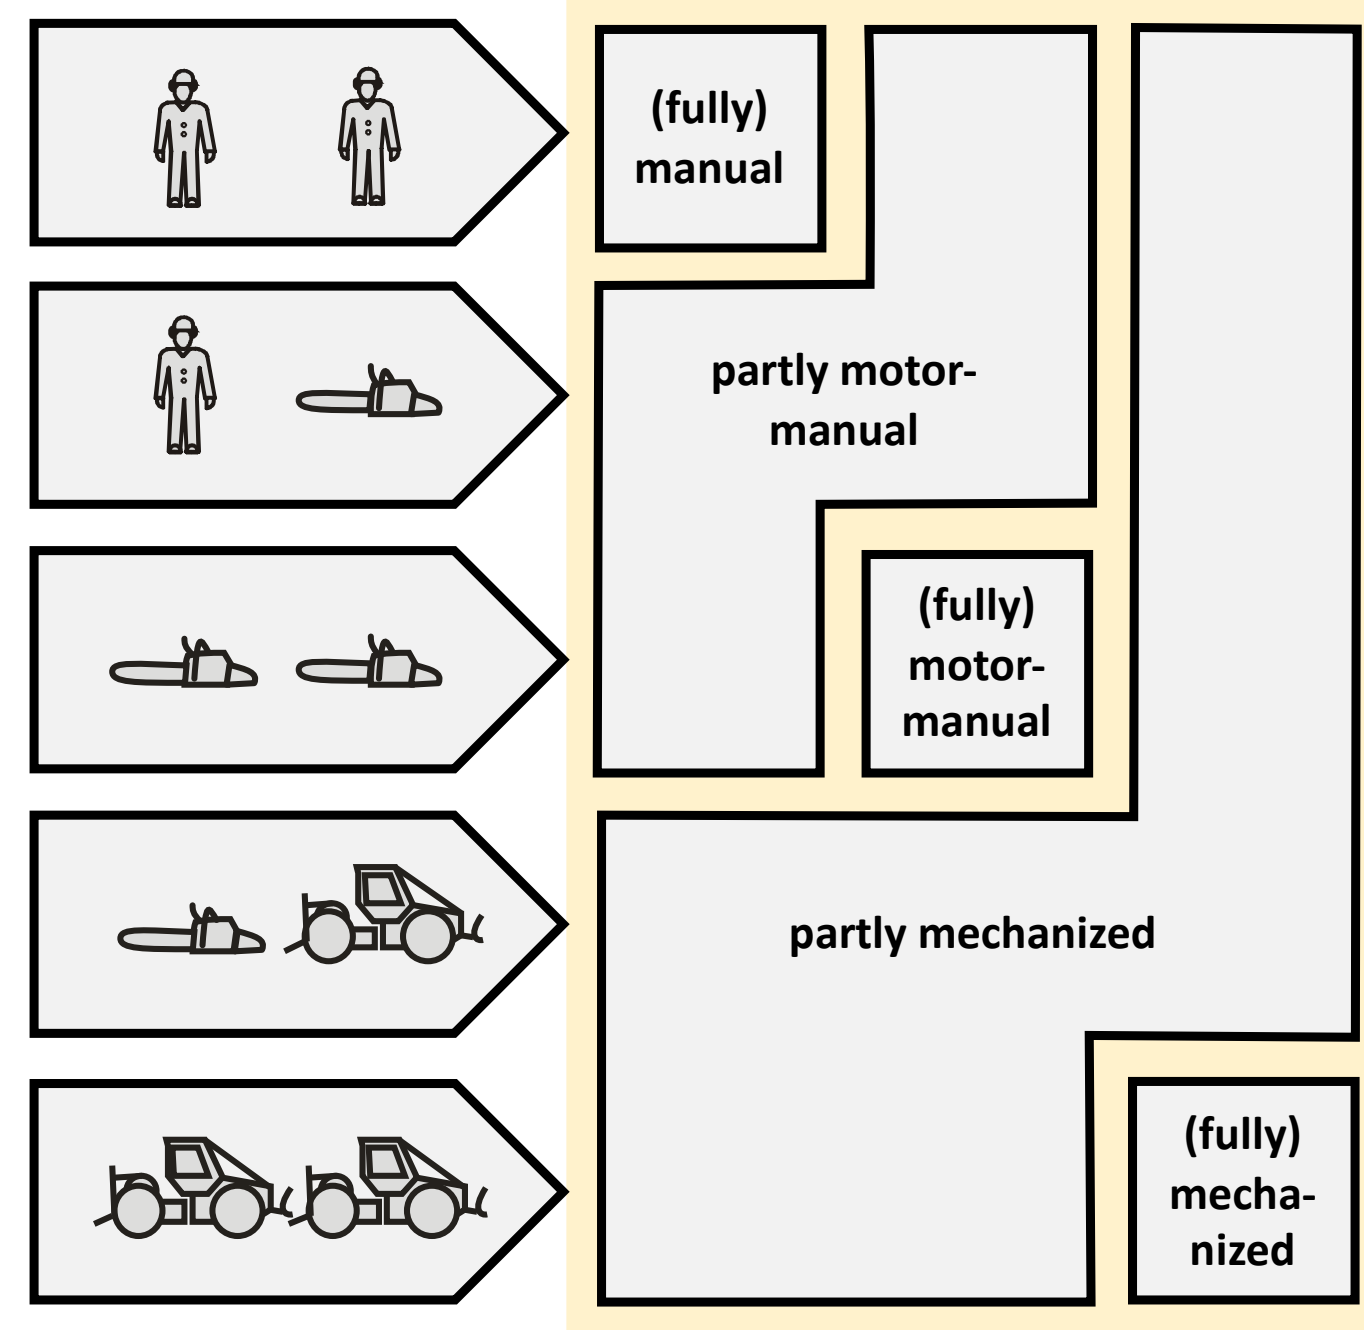 (fully)
manual
partly motor-
manual
(fully)
motor-
manual
partly mechanized
(fully)
mecha-
nized